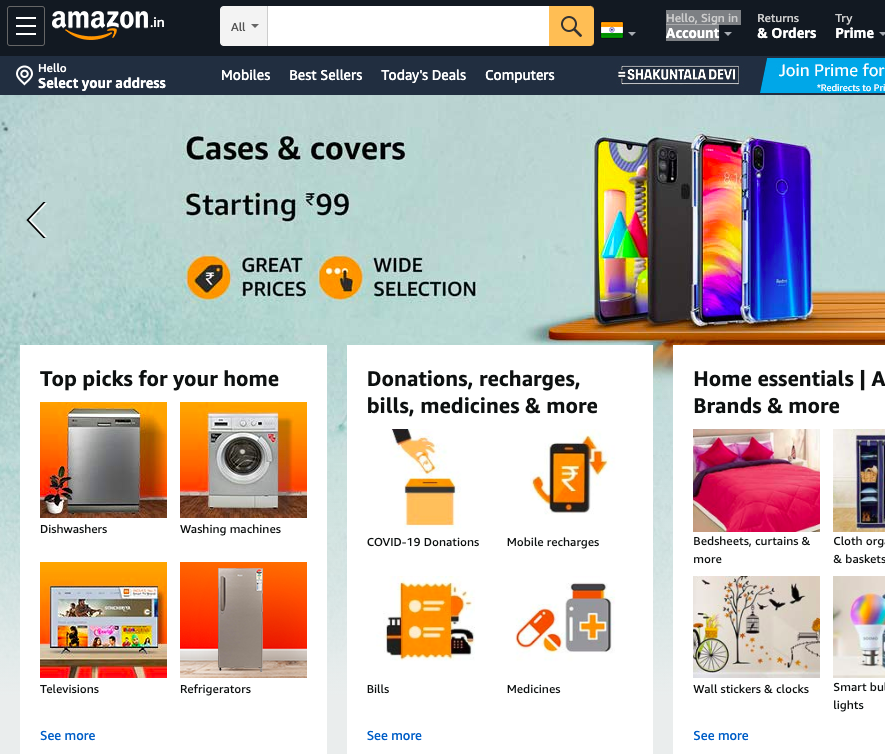 amazon.in
All
Hello, Sign in
Account
Returns
& Orders
Try
Prime
Hello
Select your address
Mobiles
Best Sellers
Today's Deals
Computers
SHAKUNTALA DEVI
Join Prime for
*Redirects to Pri
Cases & covers
Starting ₹99
GREAT
PRICES
WIDE
SELECTION
Redmi
Top picks for your home
Dishwashers
Washing machines
Televisions
Refrigerators
See more
Donations, recharges,
bills, medicines & more
COVID-19 Donations
Mobile recharges
Bills
Medicines
See more
Home essentials | A
Brands & more
Bedsheets, curtains &
more
Cloth org
& baskets
Wall stickers & clocks
Smart bul
lights
See more